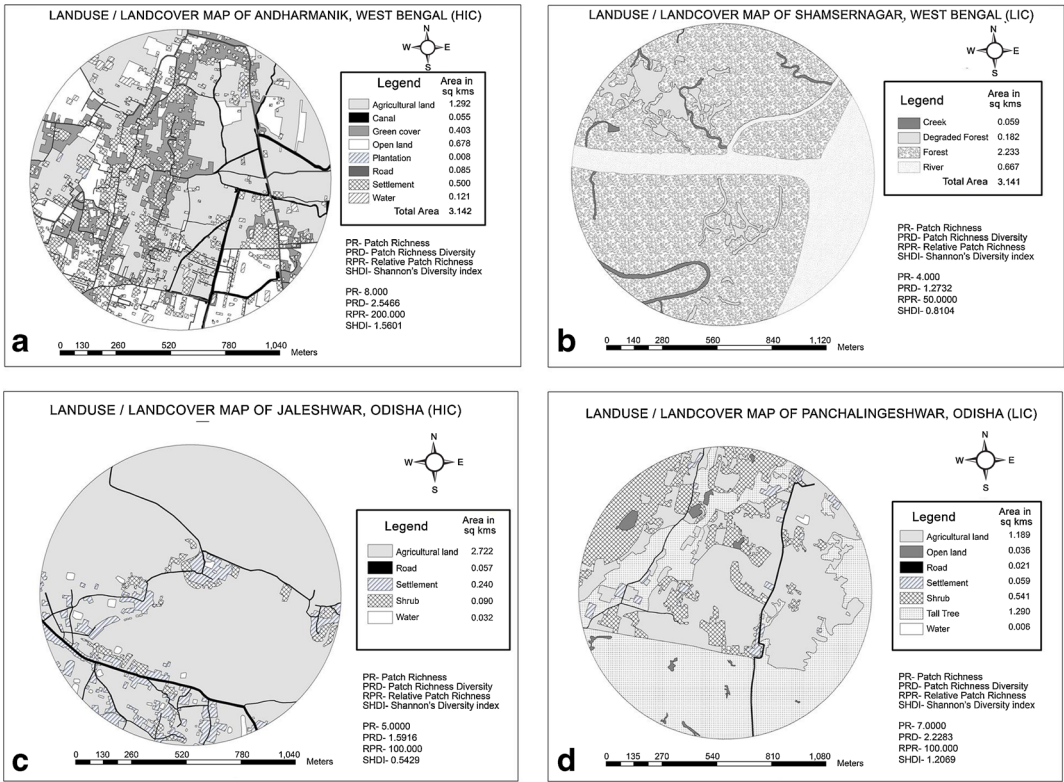 LANDUSE / LANDCOVER MAP OF ANDHARMANIK, WEST BENGAL (HIC)
N
W E
S
Legend Area in sq kms
Agricultural land 1.292
Canal 0.055
Green cover 0.403
Open land 0.678
Plantation 0.008
Road 0.085
Settlement 0.500
Water 0.121
Total Area 3.142
PR- Patch Richness
PRD- Patch Richness Diversity
RPR- Relative Patch Richness
SHDI- Shannon's Diversity index
PR- 8.000
PRD- 2.5466
RPR- 200.000
SHDI- 1.5601
a
0 130 260 520 780 1,040
Meters
LANDUSE / LANDCOVER MAP OF SHAMSERNAGAR, WEST BENGAL (LIC)
N
W E
S
Legend Area in sq kms
Creek 0.059
Degraded Forest 0.182
Forest 2.233
River 0.667
Total Area 3.141
PR- Patch Richness
PRD- Patch Richness Diversity
RPR- Relative Patch Richness
SHDI- Shannon's Diversity index
PR- 4.000
PRD- 1.2732
RPR- 50.0000
SHDI- 0.8104
b
0 140 280 560 840 1,120
Meters
LANDUSE / LANDCOVER MAP OF JALESHWAR, ODISHA (HIC)
N
W E
S
Legend Area in sq kms
Agricultural land 2.722
Road 0.057
Settlement 0.240
Shrub 0.090
Water 0.032
PR- Patch Richness
PRD- Patch Richness Diversity
RPR- Relative Patch Richness
SHDI- Shannon's Diversity index
PR- 5.0000
PRD- 1.5916
RPR- 100.000
SHDI- 0.5429
c
0 130 260 520 780 1,040
Meters
LANDUSE / LANDCOVER MAP OF PANCHALINGESHWAR, ODISHA (LIC)
N
W E
S
Legend Area in sq kms
Agricultural land 1.189
Open land 0.036
Road 0.021
Settlement 0.059
Shrub 0.541
Tall Tree 1.290
Water 0.006
PR- Patch Richness
PRD- Patch Richness Diversity
RPR- Relative Patch Richness
SHDI- Shannon's Diversity index
PR- 7.0000
PRD- 2.2283
RPR- 100.000
SHDI- 1.2069
d
0 135 270 540 810 1,080
Meters